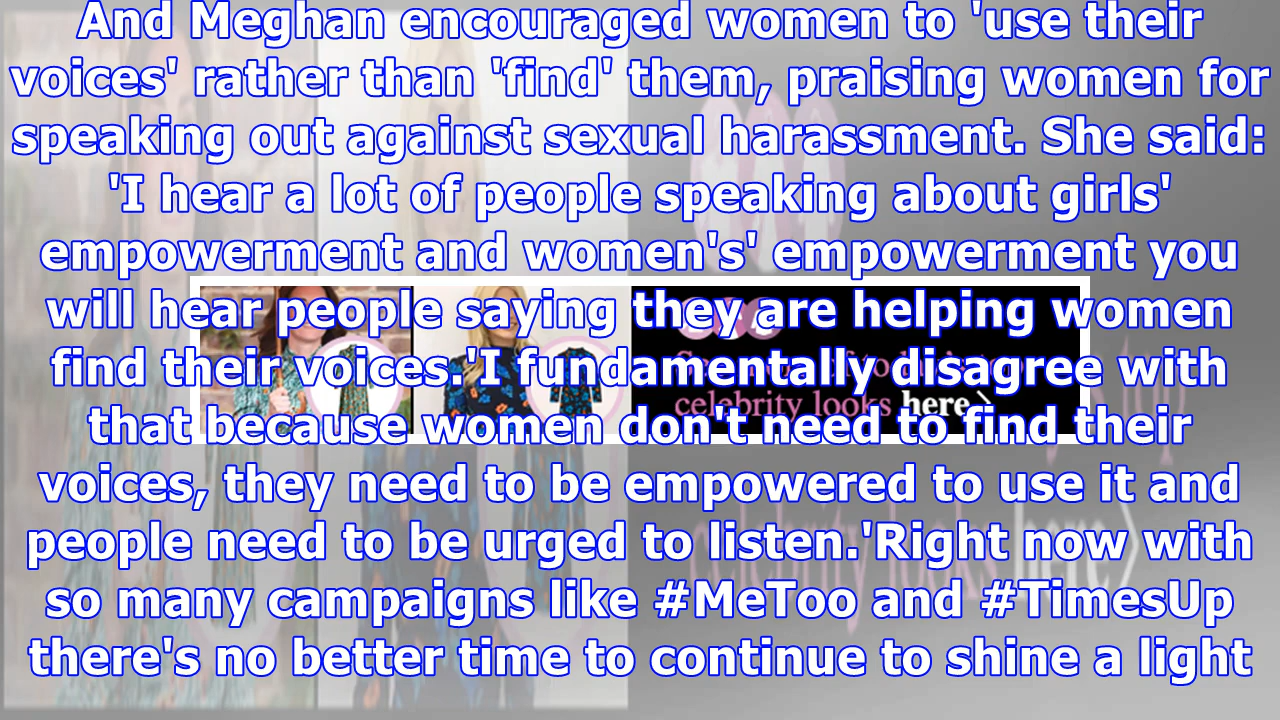 And Meghan encouraged women to 'use their
voices' rather than 'find' them, praising women for
speaking out against sexual harassment. She said:
'I hear a lot of people speaking about girls'
empowerment and women's' empowerment you
will hear people saying they are helping women
find their voices.'I fundamentally disagree with
that because women don't need to find their
voices, they need to be empowered to use it and
people need to be urged to listen.'Right now with
so many campaigns like #MeToo and #TimesUp
there's no better time to continue to shine a light
celebrity looks here